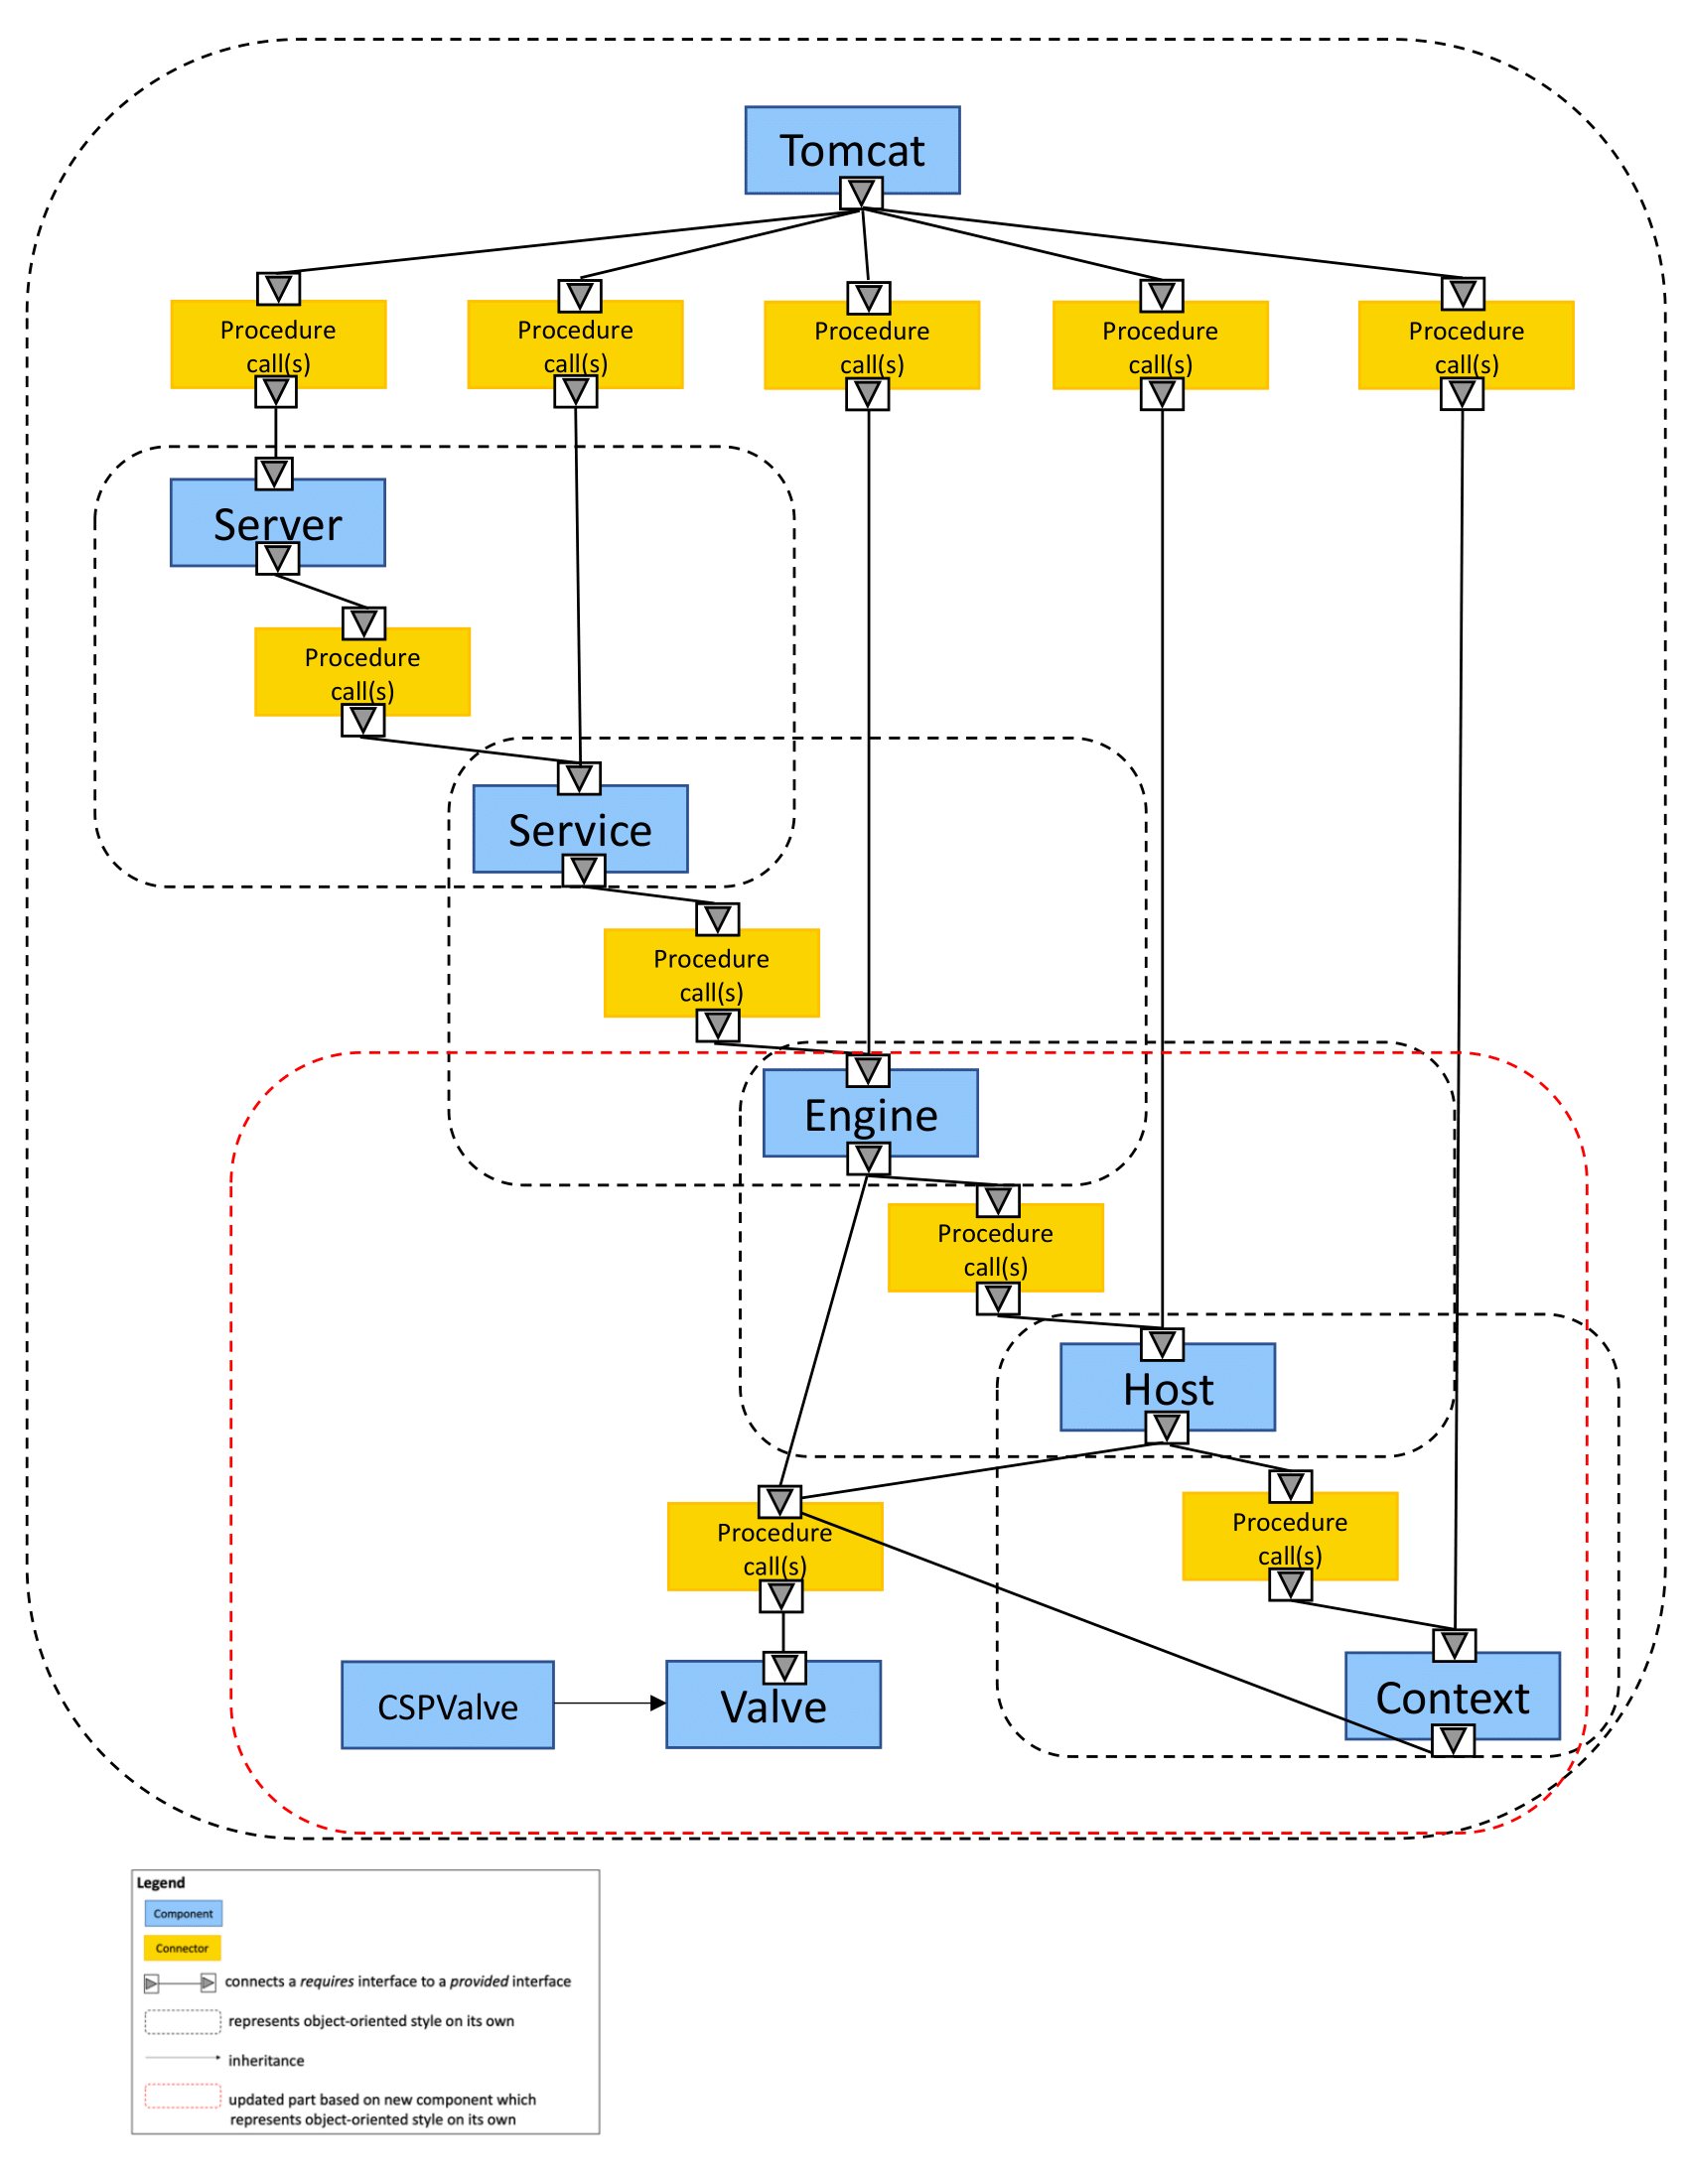 Tomcat
Procedure
call(s)
Procedure
call(s)
Procedure
call(s)
Procedure
call(s)
Procedure
call(s)
Server
Procedure
call(s)
Service
Procedure
call(s)
Engine
Procedure
call(s)
Host
Procedure
call(s)
Procedure
call(s)
CSPValve
Valve
Context
Legend
Component
Connector
connects a requires interface to a provided interface
represents object-oriented style on its own
inheritance
updated part based on new component which
represents object-oriented style on its own